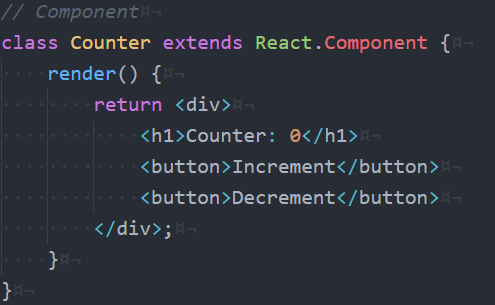 // Component
class Counter extends React.Component {
    render() {
        return <div>
            <h1>Counter: 0</h1>
            <button>Increment</button>
            <button>Decrement</button>
        </div>;
    }
}